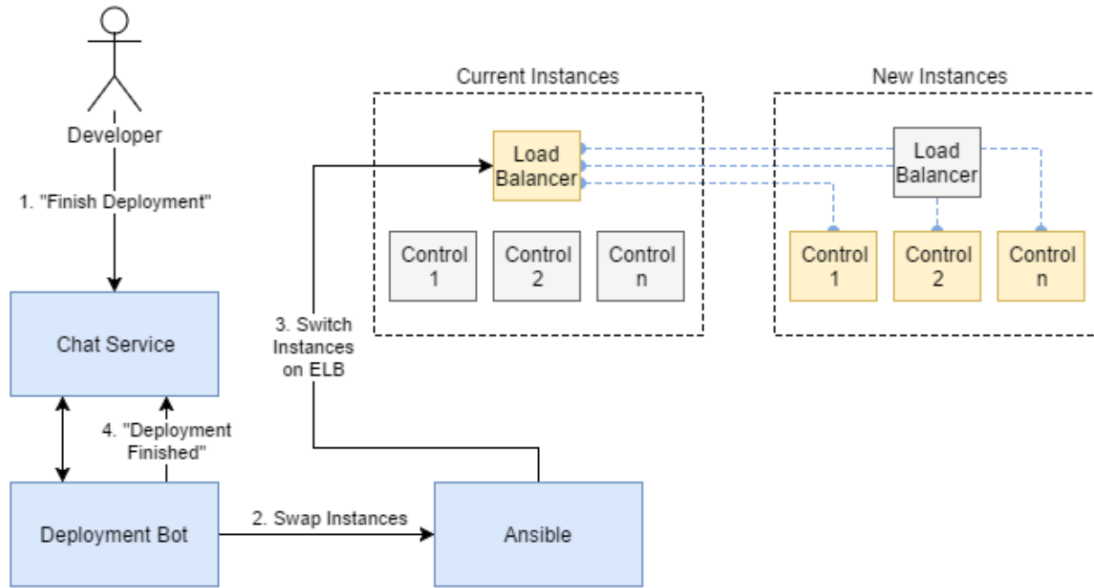 Current Instances
New Instances
Developer
Load
Balancer
Load
Balancer
1. "Finish Deployment"
Control
1
Control
2
Control
n
Control
1
Control
2
Control
n
Chat Service
3. Switch
Instances
on ELB
4. "Deployment
Finished"
Deployment Bot
2. Swap Instances
Ansible